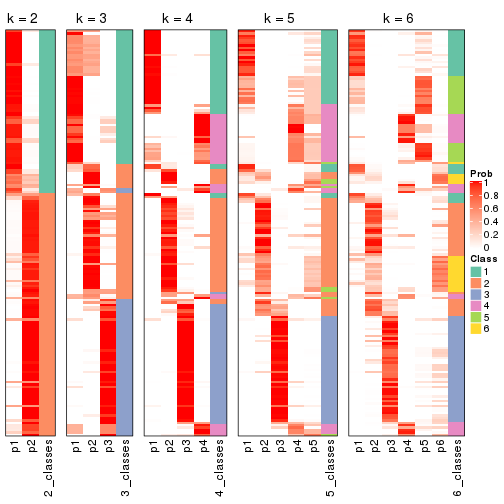 k = 2
k = 3
k = 4
k = 5
k = 6
p1
p2
2_classes
p1
p2
p3
3_classes
p1
p2
p3
p4
4_classes
p1
p2
p3
p4
p5
5_classes
p1
p2
p3
p4
p5
p6
6_classes
Prob
1
0.8
0.6
0.4
0.2
0
Class
1
2
3
4
5
6